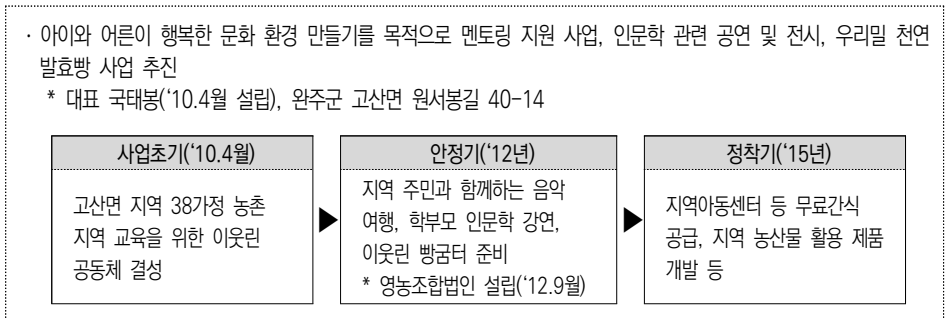 · 아이와 어른이 행복한 문화 환경 만들기를 목적으로 멘토링 지원 사업, 인문학 관련 공연 및 전시, 우리밀 천연
발효빵 사업 추진
* 대표 국태봉('10.4월 설립), 완주군 고산면 원서봉길 40-14
사업초기('10.4월)
고산면 지역 38가정 농촌
지역 교육을 위한 이웃린
공동체 결성
▶
안정기('12년)
지역 주민과 함께하는 음악
여행, 학부모 인문학 강연,
이웃린 빵굼터 준비
* 영농조합법인 설립('12.9월)
▶
정착기('15년)
지역아동센터 등 무료간식
공급, 지역 농산물 활용 제품
개발 등